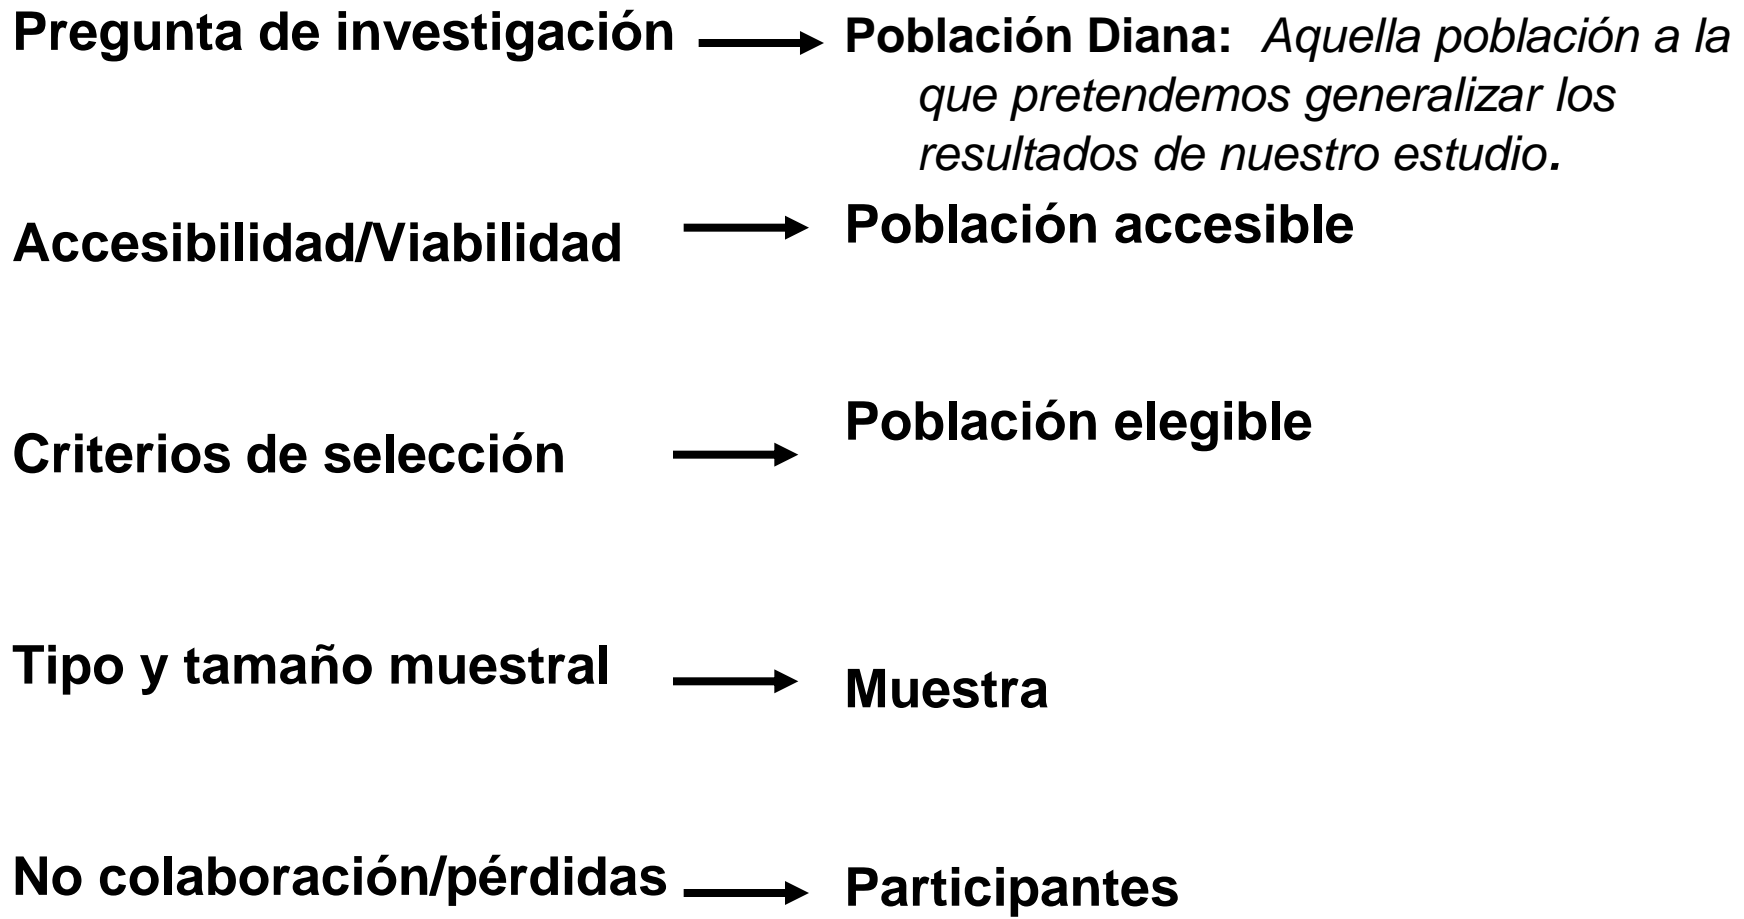 Pregunta de investigación
Población Diana: Aquella población a la
que pretendemos generalizar los
resultados de nuestro estudio.
Accesibilidad/Viabilidad
Población accesible
Criterios de selección
Población elegible
Tipo y tamaño muestral
Muestra
No colaboración/pérdidas
Participantes